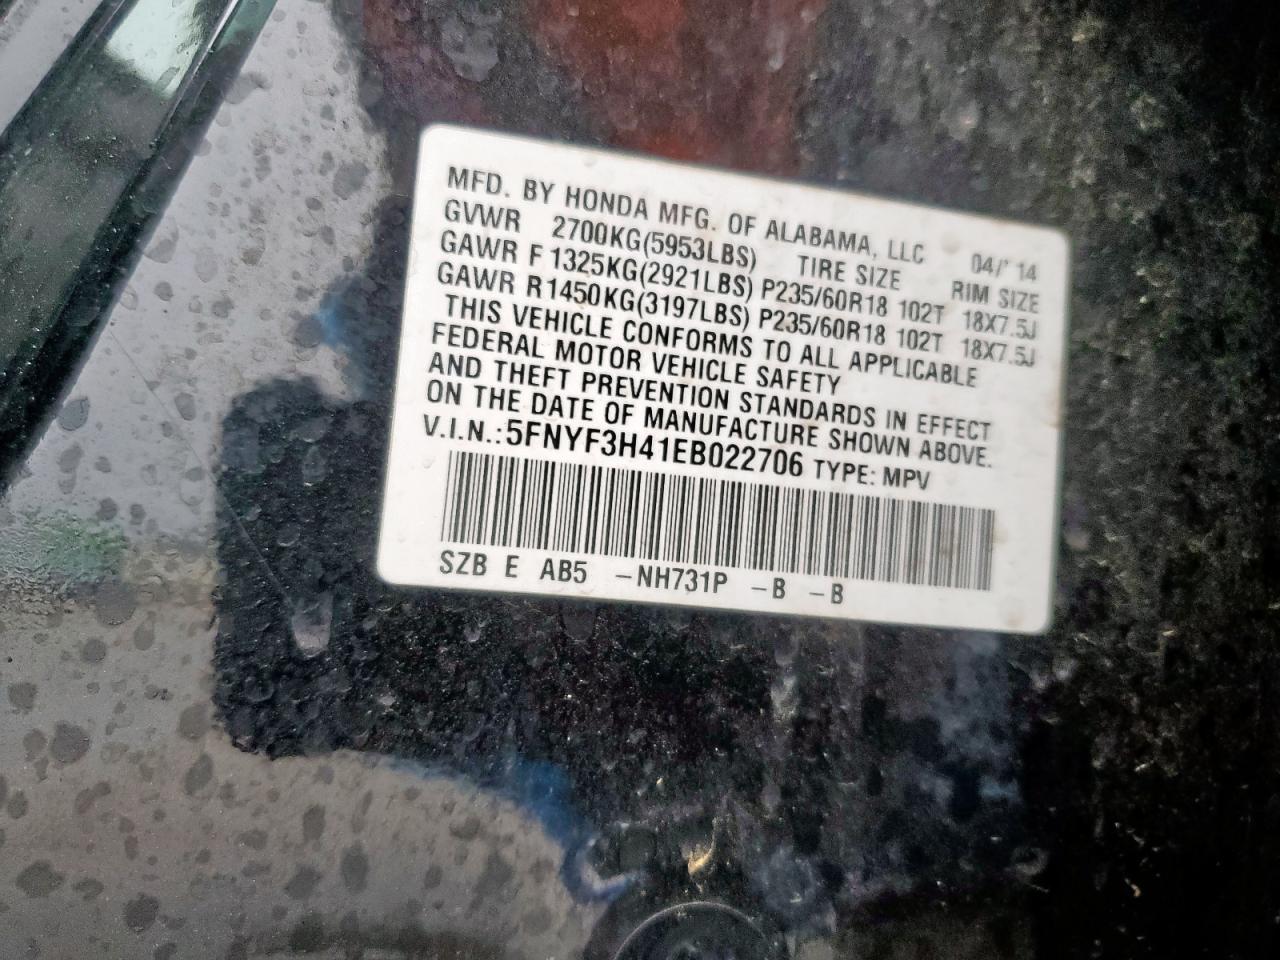 MFD. BY HONDA MFG. OF ALABAMA, LLC 04/'14
GVWR 2700KG(5953LBS) TIRE SIZE RIM SIZE
GAWR F 1325KG(2921LBS) P235/60R18 102T 18X7.5J
GAWR R1450KG(3197LBS) P235/60R18 102T 18X7.5J
THIS VEHICLE CONFORMS TO ALL APPLICABLE
FEDERAL MOTOR VEHICLE SAFETY
AND THEFT PREVENTION STANDARDS IN EFFECT
ON THE DATE OF MANUFACTURE SHOWN ABOVE.
V.I.N.:5FNYF3H41EB022706 TYPE: MPV
SZB E AB5 -NH731P -B -B